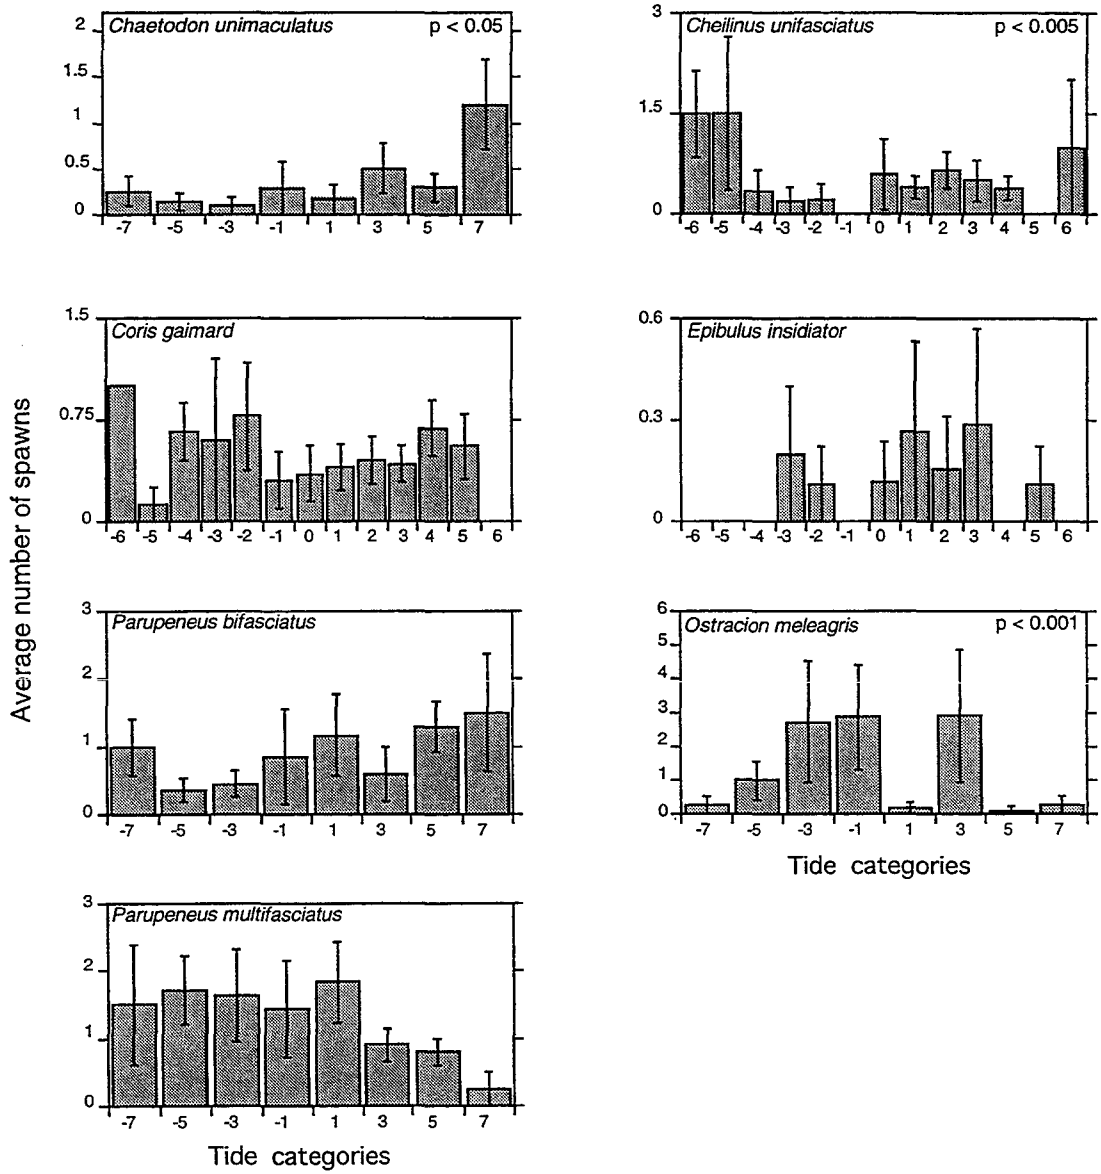 Chaetodon unimaculatus p < 0.05
2
1.5
1
0.5
0
-7 -5 -3 -1 1 3 5 7
Cheilinus unifasciatus p < 0.005
3
1.5
0
-6 -5 -4 -3 -2 -1 0 1 2 3 4 5 6
Average number of spawns
Coris gaimard
1.5
0.75
0
-6 -5 -4 -3 -2 -1 0 1 2 3 4 5 6
Epibulus insidiator
0.6
0.3
0
-6 -5 -4 -3 -2 -1 0 1 2 3 4 5 6
Parupeneus bifasciatus
3
2
1
0
-7 -5 -3 -1 1 3 5 7
Ostracion meleagris p < 0.001
6
5
4
3
2
1
0
-7 -5 -3 -1 1 3 5 7
Tide categories
Parupeneus multifasciatus
3
2
1
0
-7 -5 -3 -1 1 3 5 7
Tide categories